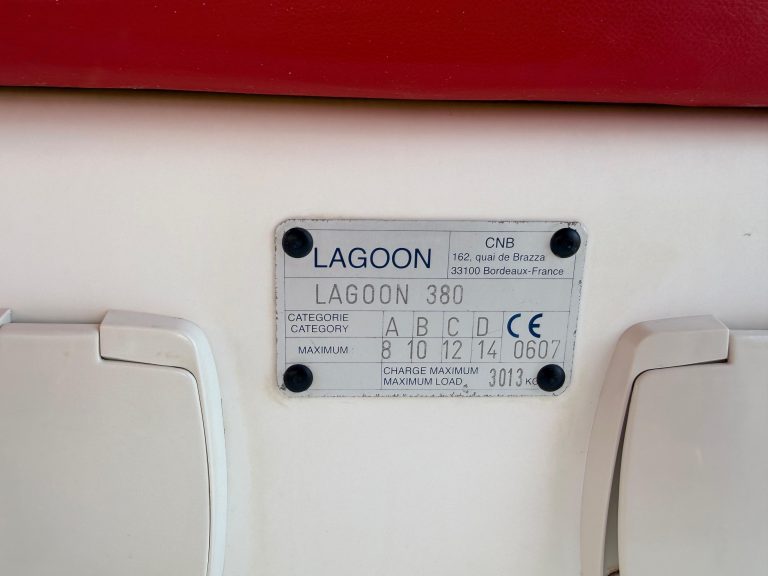 LAGOON
CNB
162, quai de Brazza
33100 Bordeaux-France
LAGOON 380
CATEGORIE
CATEGORY
A B C D CE
MAXIMUM : 8 10 12 14 0607
CHARGE MAXIMUM
MAXIMUM LOAD 3013 KG